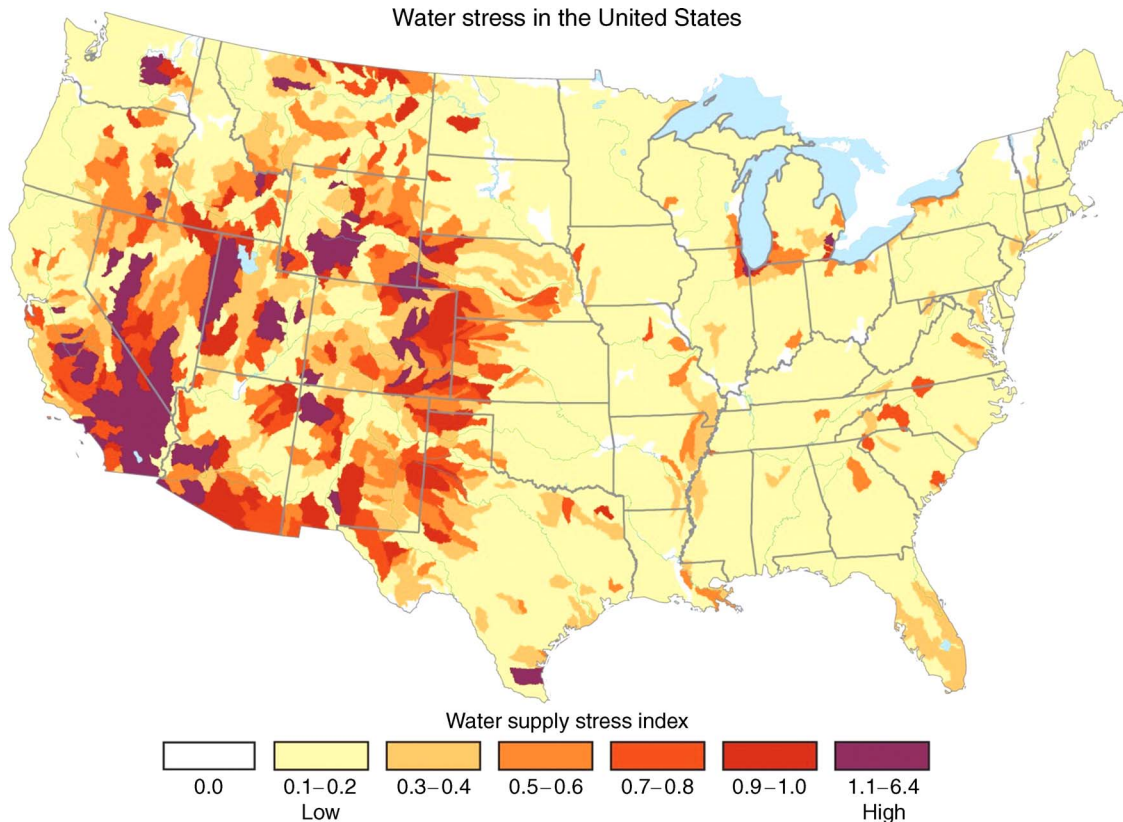 Water stress in the United States
Water supply stress index
0.0 0.1–0.2 0.3–0.4 0.5–0.6 0.7–0.8 0.9–1.0 1.1–6.4
Low High